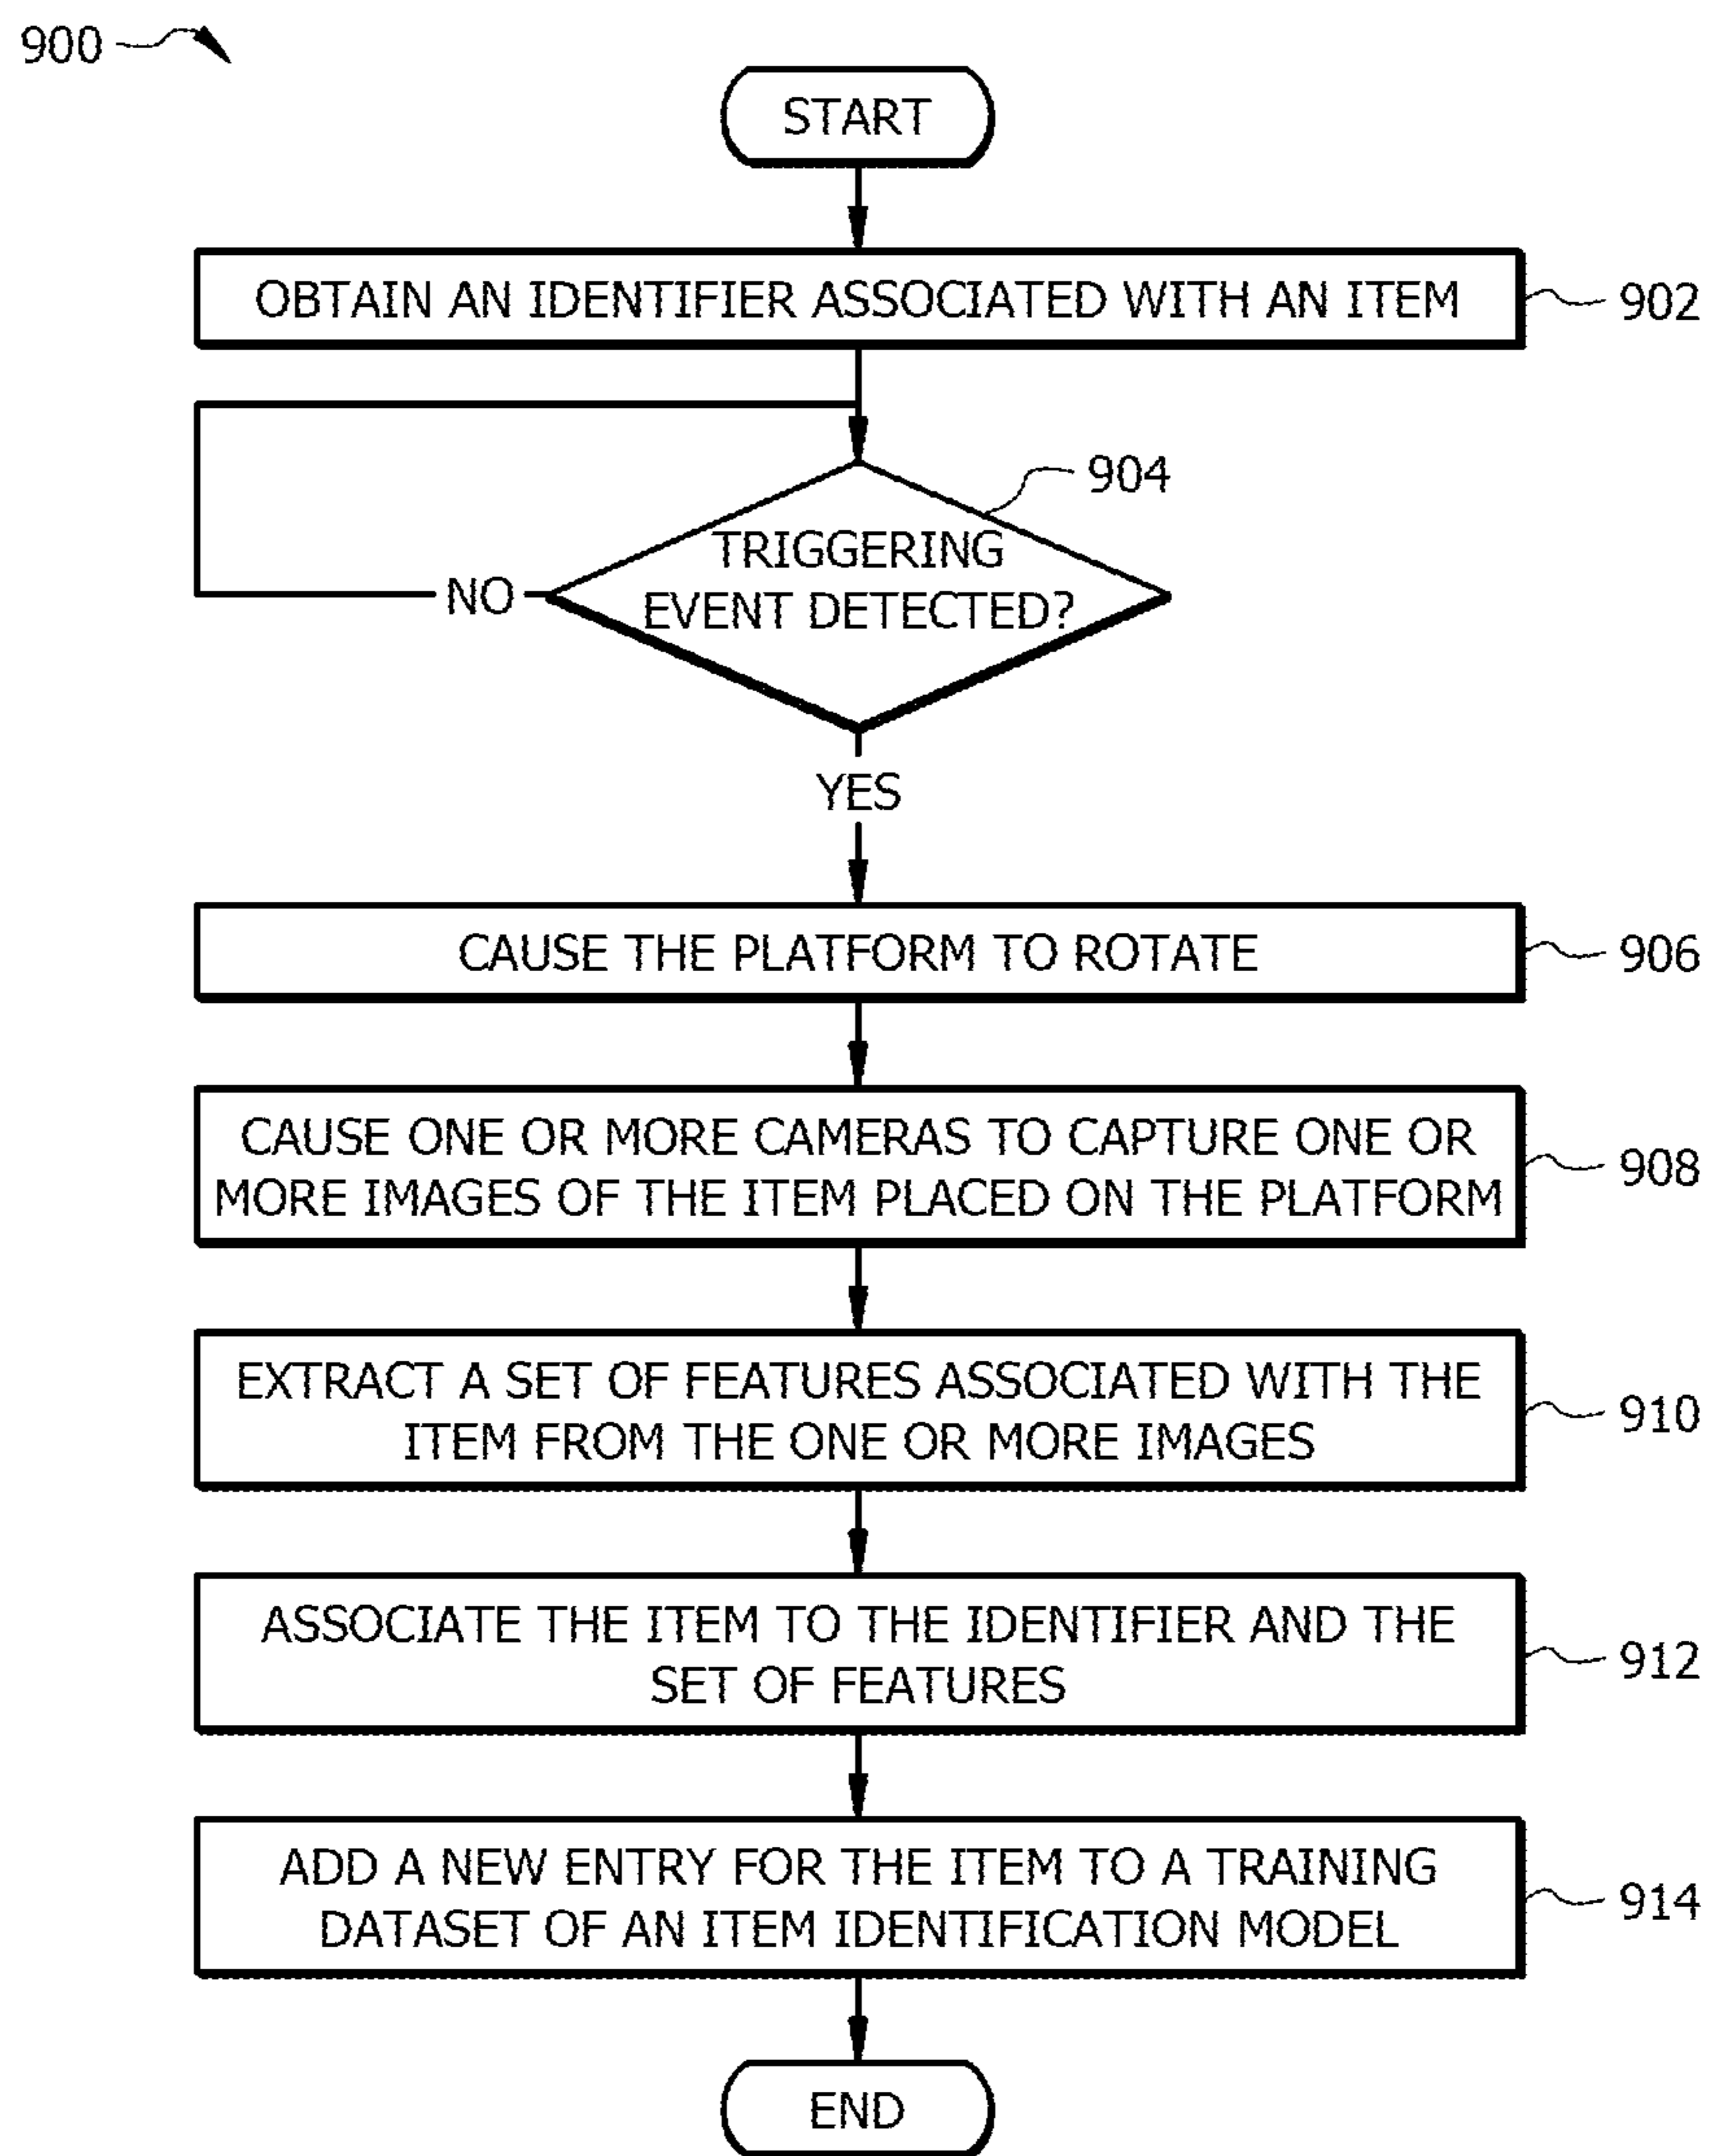 900
START
OBTAIN AN IDENTIFIER ASSOCIATED WITH AN ITEM
902
904
TRIGGERING
EVENT DETECTED?
NO
YES
CAUSE THE PLATFORM TO ROTATE
906
CAUSE ONE OR MORE CAMERAS TO CAPTURE ONE OR
MORE IMAGES OF THE ITEM PLACED ON THE PLATFORM
908
EXTRACT A SET OF FEATURES ASSOCIATED WITH THE
ITEM FROM THE ONE OR MORE IMAGES
910
ASSOCIATE THE ITEM TO THE IDENTIFIER AND THE
SET OF FEATURES
912
ADD A NEW ENTRY FOR THE ITEM TO A TRAINING
DATASET OF AN ITEM IDENTIFICATION MODEL
914
END